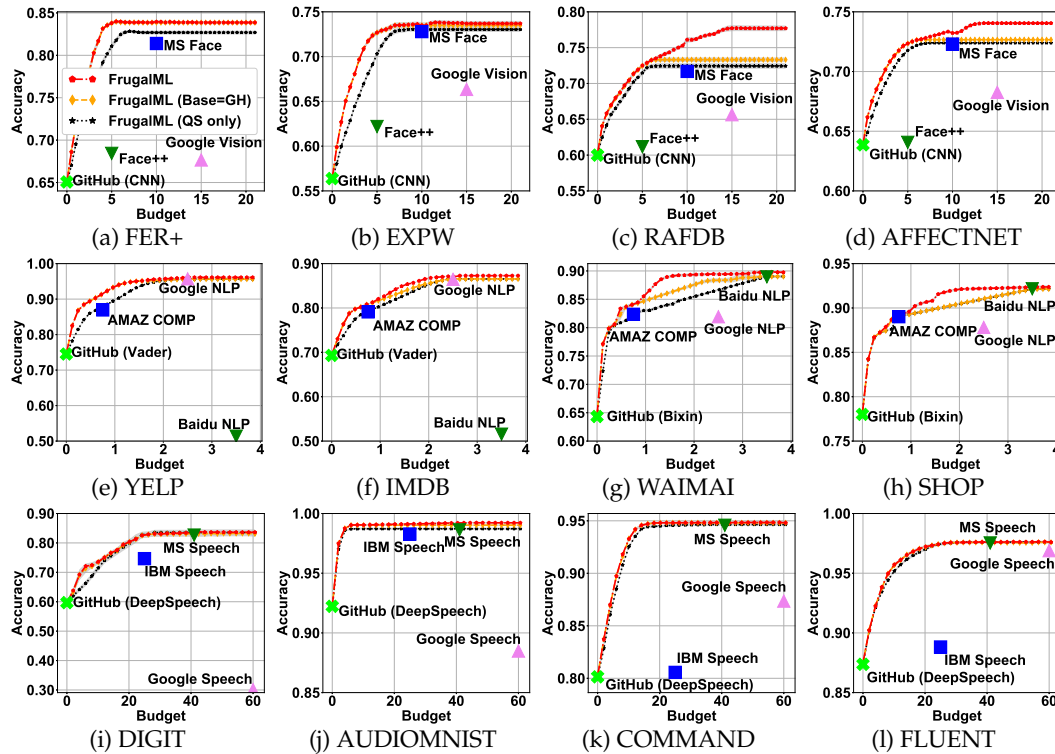 0.85
0.80
0.75
0.70
0.65
Accuracy
FrugalML
FrugalML (Base=GH)
FrugalML (QS only)
MS Face
Google Vision
Face++
GitHub (CNN)
0 5 10 15 20
Budget
(a) FER+
0.74
0.70
0.67
0.63
0.60
0.56
Accuracy
MS Face
Google Vision
Face++
GitHub (CNN)
0 5 10 15 20
Budget
(b) EXPW
0.80
0.75
0.70
0.65
0.60
0.55
Accuracy
MS Face
Google Vision
Face++
GitHub (CNN)
0 5 10 15 20
Budget
(c) RAFDB
0.75
0.70
0.65
0.60
Accuracy
MS Face
Google Vision
Face++
GitHub (CNN)
0 5 10 15 20
Budget
(d) AFFECTNET
1.00
0.90
0.80
0.70
0.60
0.50
Accuracy
Google NLP
AMAZ COMP
GitHub (Vader)
Baidu NLP
0 1 2 3 4
Budget
(e) YELP
1.00
0.90
0.80
0.70
0.60
0.50
Accuracy
Google NLP
AMAZ COMP
GitHub (Vader)
Baidu NLP
0 1 2 3 4
Budget
(f) IMDB
0.90
0.85
0.80
0.75
0.70
0.65
0.60
Accuracy
Baidu NLP
AMAZ COMP
Google NLP
GitHub (Bixin)
0 1 2 3 4
Budget
(g) WAIMAI
0.95
0.90
0.85
0.80
0.75
Accuracy
Baidu NLP
AMAZ COMP
Google NLP
GitHub (Bixin)
0 1 2 3 4
Budget
(h) SHOP
0.90
0.80
0.70
0.60
0.50
0.40
0.30
Accuracy
MS Speech
IBM Speech
GitHub (DeepSpeech)
Google Speech
0 20 40 60
Budget
(i) DIGIT
1.00
0.95
0.90
0.85
Accuracy
IBM Speech
MS Speech
GitHub (DeepSpeech)
Google Speech
0 20 40 60
Budget
(j) AUDIOMNIST
0.95
0.90
0.85
0.80
Accuracy
MS Speech
Google Speech
IBM Speech
GitHub (DeepSpeech)
0 20 40 60
Budget
(k) COMMAND
1.00
0.95
0.90
0.85
Accuracy
MS Speech
Google Speech
IBM Speech
GitHub (DeepSpeech)
0 20 40 60
Budget
(l) FLUENT